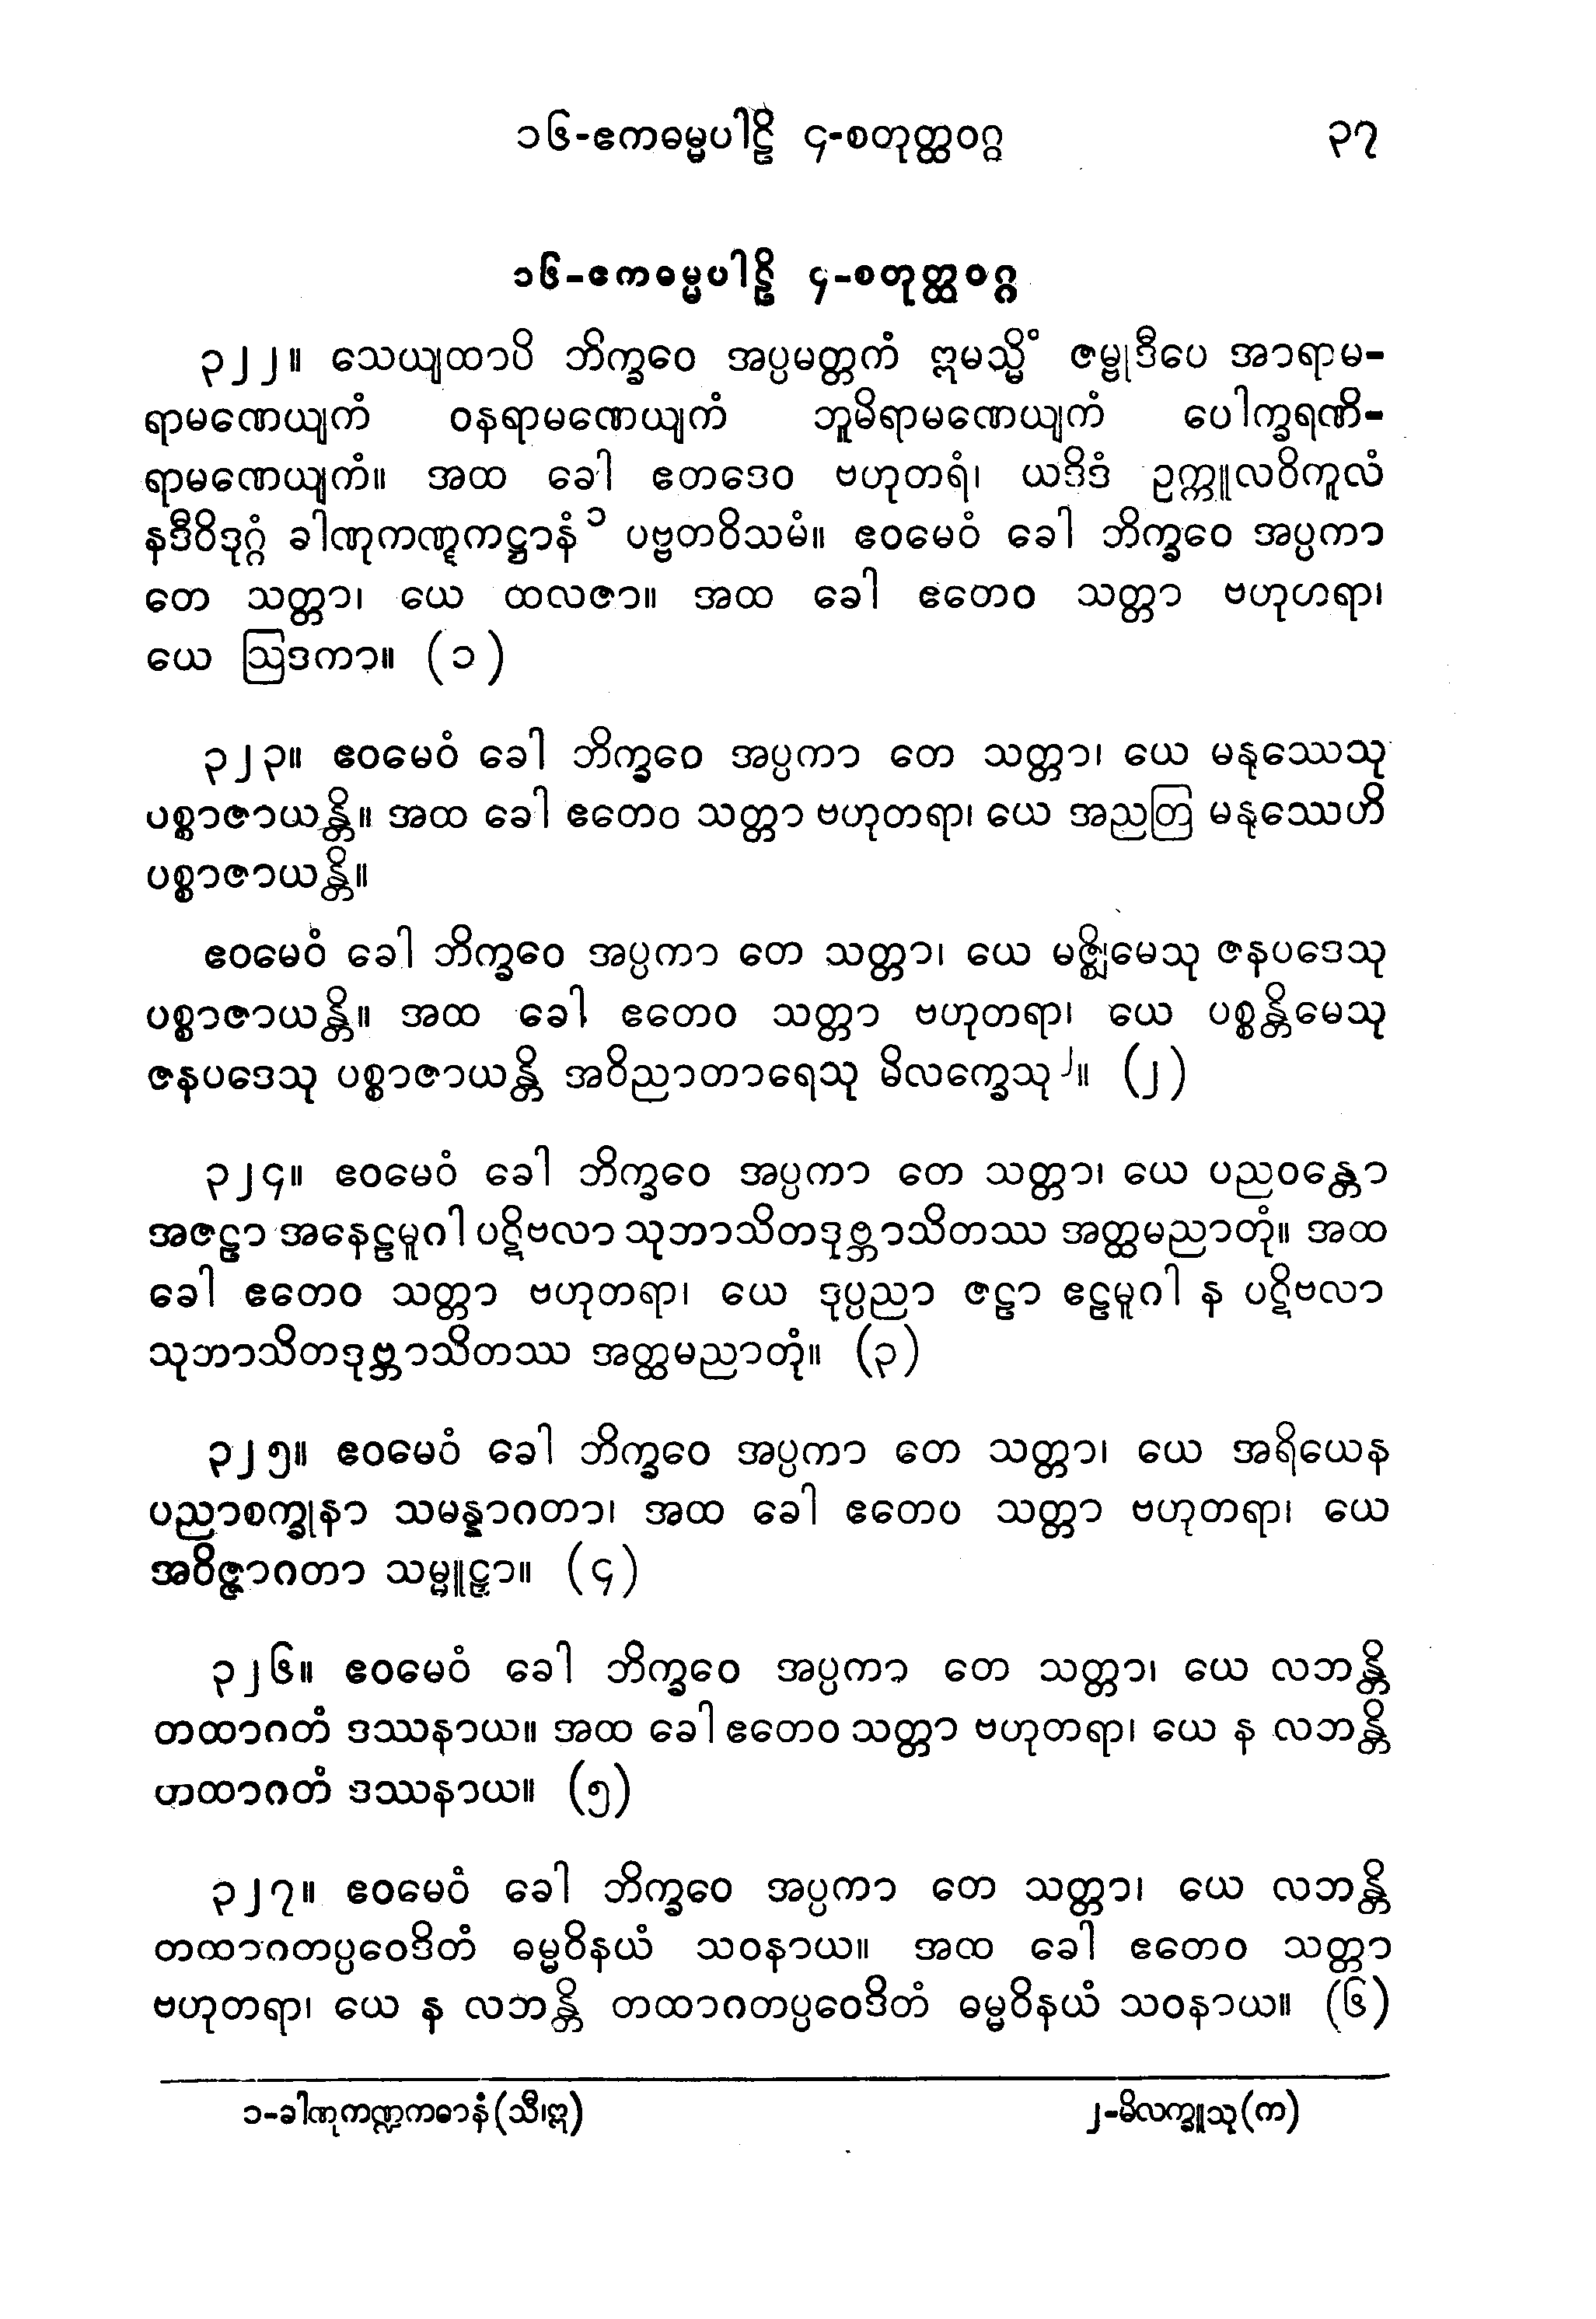 ၁၆-ဧကဓမ္မပါဠိ ၄-စတုတ္ထဝဂ္ဂ ၃၇
၁၆-ဧကဓမ္မပါဠိ ၄-စတုတ္ထဝဂ္ဂ
၃၂၂။ သေယျထာပိ ဘိက္ခဝေ အပ္ပမတ္တကံ ဣမသ္မိံ ဇမ္ဗုဒီပေ အာရာမ-
ရာမဏေယျကံ ဝနရာမဏေယျကံ ဘူမိရာမဏေယျကံ ပေါက္ခရဏိ-
ရာမဏေယျကံ။ အထ ခေါ ဧတဒေဝ ဗဟုတရံ၊ ယဒိဒံ ဥက္ကူလဝိကူလံ
နဒီဝိဒုဂ္ဂံ ခါဏုကဏ္ဋကဋ္ဌာနံ၁ ပဗ္ဗတဝိသမံ။ ဧဝမေဝံ ခေါ ဘိက္ခဝေ အပ္ပကာ
တေ သတ္တာ၊ ယေ ထလဇာ။ အထ ခေါ ဧတေဝ သတ္တာ ဗဟုတရာ၊
ယေ ဩဒကာ။ (၁)
၃၂၃။ ဧဝမေဝံ ခေါ ဘိက္ခဝေ အပ္ပကာ တေ သတ္တာ၊ ယေ မနုဿေသု
ပစ္စာဇာယန္တိ။ အထ ခေါ ဧတေဝ သတ္တာ ဗဟုတရာ၊ ယေ အညတြ မနုဿေဟိ
ပစ္စာဇာယန္တိ။
ဧဝမေဝံ ခေါ ဘိက္ခဝေ အပ္ပကာ တေ သတ္တာ၊ ယေ မဇ္ဈိမေသု ဇနပဒေသု
ပစ္စာဇာယန္တိ။ အထ ခေါ ဧတေဝ သတ္တာ ဗဟုတရာ၊ ယေ ပစ္စန္တိမေသု
ဇနပဒေသု ပစ္စာဇာယန္တိ အဝိညာတာရေသု မိလက္ခေသု၂။ (၂)
၃၂၄။ ဧဝမေဝံ ခေါ ဘိက္ခဝေ အပ္ပကာ တေ သတ္တာ၊ ယေ ပညဝန္တော
အဇဠာ အနေဠမူဂါ ပဋိဗလာ သုဘာသိတဒုဗ္ဘာသိတဿ အတ္ထမညာတုံ။ အထ
ခေါ ဧတေဝ သတ္တာ ဗဟုတရာ၊ ယေ ဒုပ္ပညာ ဇဠာ ဧဠမူဂါ န ပဋိဗလာ
သုဘာသိတဒုဗ္ဘာသိတဿ အတ္ထမညာတုံ။ (၃)
၃၂၅။ ဧဝမေဝံ ခေါ ဘိက္ခဝေ အပ္ပကာ တေ သတ္တာ၊ ယေ အရိယေန
ပညာစက္ခုနာ သမန္နာဂတာ၊ အထ ခေါ ဧတေဝ သတ္တာ ဗဟုတရာ၊ ယေ
အဝိဇ္ဇာဂတာ သမ္မူဠှာ။ (၄)
၃၂၆။ ဧဝမေဝံ ခေါ ဘိက္ခဝေ အပ္ပကာ တေ သတ္တာ၊ ယေ လဘန္တိ
တထာဂတံ ဒဿနာယ။ အထ ခေါ ဧတေဝ သတ္တာ ဗဟုတရာ၊ ယေ န လဘန္တိ
တထာဂတံ ဒဿနာယ။ (၅)
၃၂၇။ ဧဝမေဝံ ခေါ ဘိက္ခဝေ အပ္ပကာ တေ သတ္တာ၊ ယေ လဘန္တိ
တထာဂတပ္ပဝေဒိတံ ဓမ္မဝိနယံ သဝနာယ။ အထ ခေါ ဧတေဝ သတ္တာ
ဗဟုတရာ၊ ယေ န လဘန္တိ တထာဂတပ္ပဝေဒိတံ ဓမ္မဝိနယံ သဝနာယ။ (၆)
၁-ခါဏုကဏ္ဍကဓာနံ(သီ၊ဣ) ၂-မိလက္ခူသု(က)